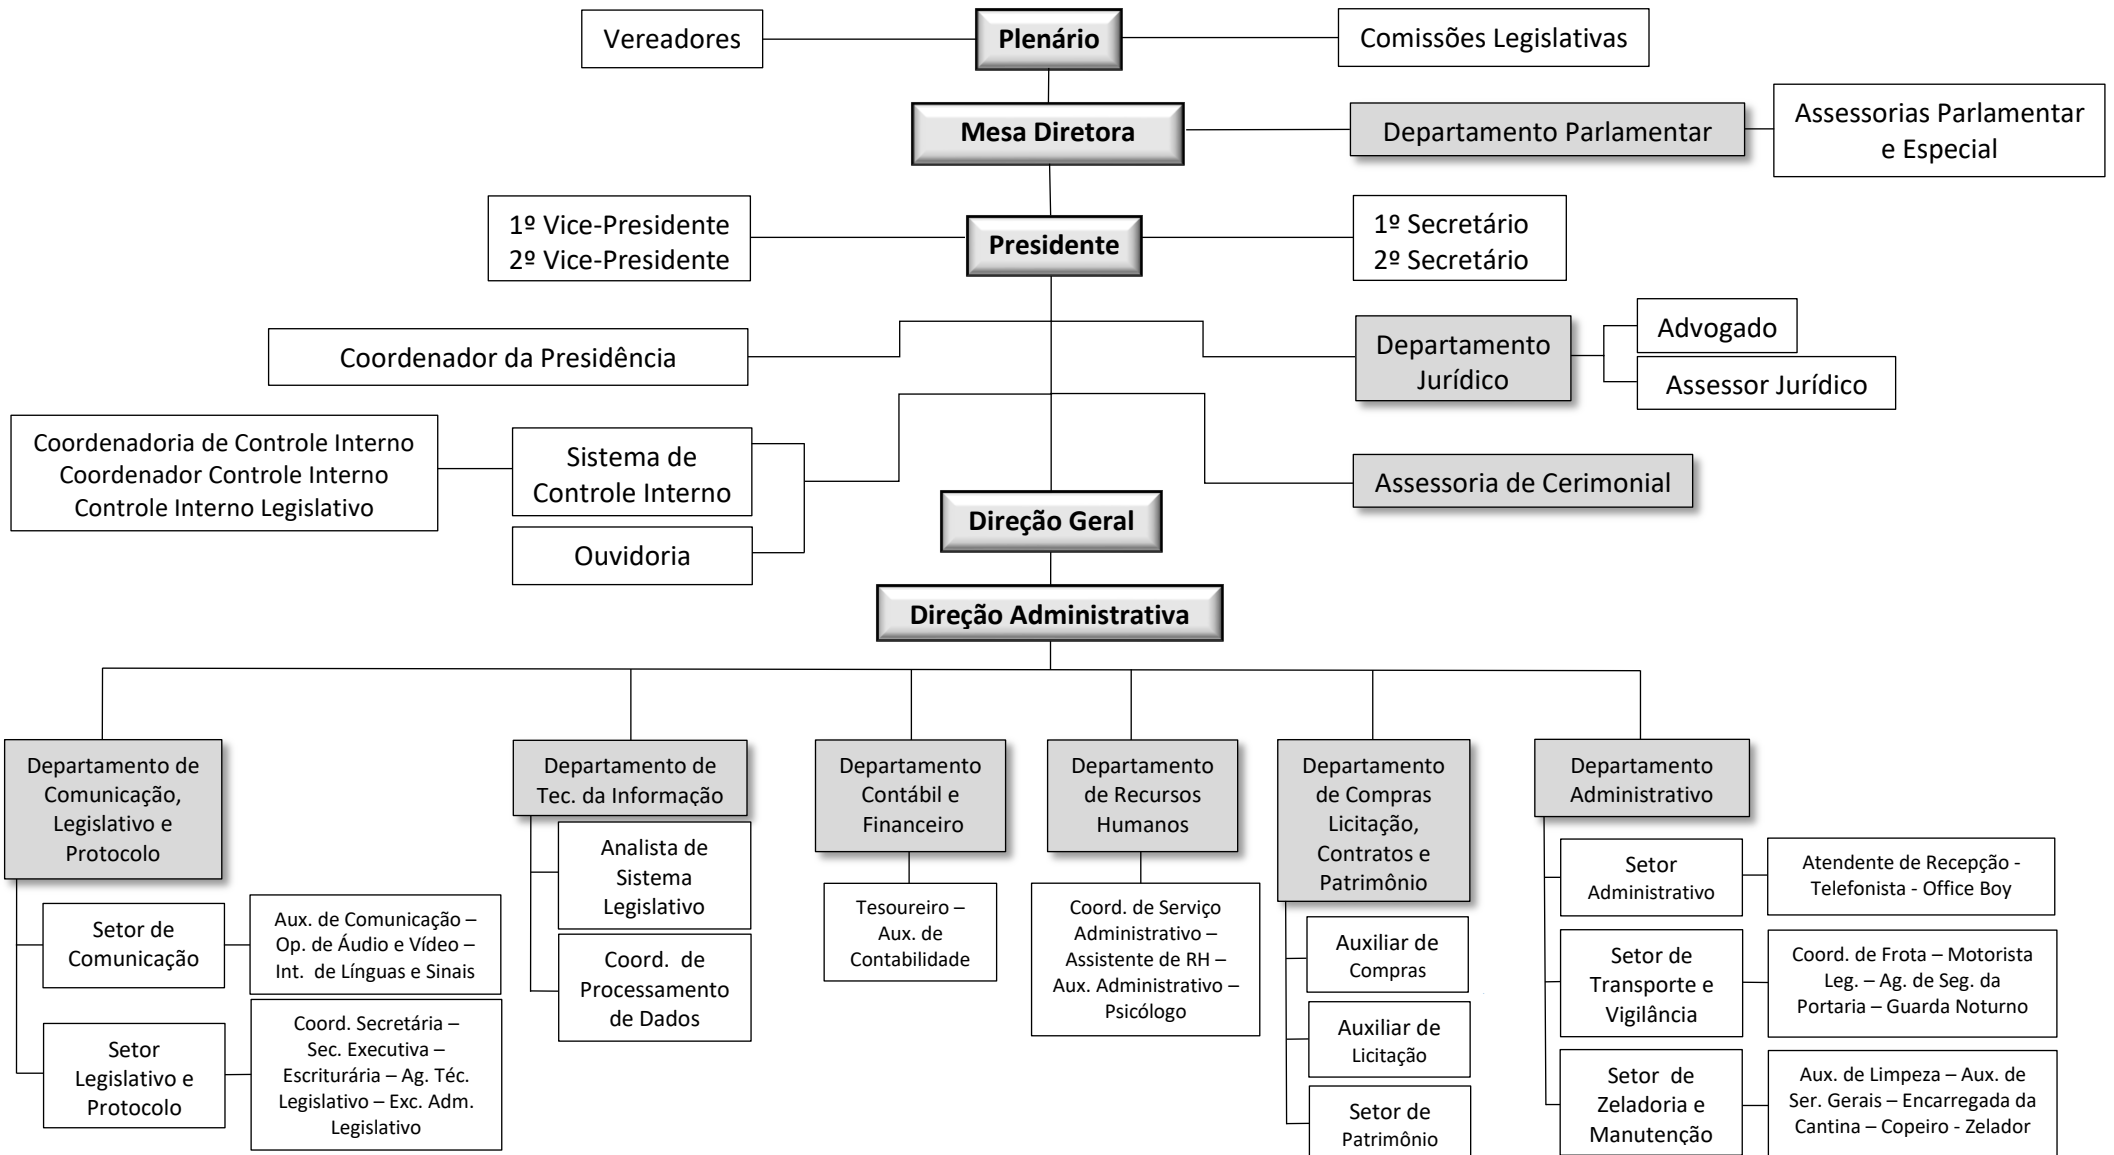 Vereadores
Plenário
Comissões Legislativas
Mesa Diretora
Departamento Parlamentar
Assessorias Parlamentar
e Especial
1º Vice-Presidente
2º Vice-Presidente
Presidente
1º Secretário
2º Secretário
Coordenador da Presidência
Departamento
Jurídico
Advogado
Assessor Jurídico
Coordenadoria de Controle Interno
Coordenador Controle Interno
Controle Interno Legislativo
Sistema de
Controle Interno
Ouvidoria
Assessoria de Cerimonial
Direção Geral
Direção Administrativa
Departamento de
Comunicação,
Legislativo e
Protocolo
Setor de
Comunicação
Aux. de Comunicação –
Op. de Áudio e Vídeo –
Int. de Línguas e Sinais
Setor
Legislativo e
Protocolo
Coord. Secretária –
Sec. Executiva –
Escriturária – Ag. Téc.
Legislativo – Exc. Adm.
Legislativo
Departamento de
Tec. da Informação
Analista de
Sistema
Legislativo
Coord. de
Processamento
de Dados
Departamento
Contábil e
Financeiro
Tesoureiro –
Aux. de
Contabilidade
Departamento
de Recursos
Humanos
Coord. de Serviço
Administrativo –
Assistente de RH –
Aux. Administrativo –
Psicólogo
Departamento
de Compras
Licitação,
Contratos e
Patrimônio
Auxiliar de
Compras
Auxiliar de
Licitação
Setor de
Patrimônio
Departamento
Administrativo
Setor
Administrativo
Atendente de Recepção -
Telefonista - Office Boy
Setor de
Transporte e
Vigilância
Coord. de Frota – Motorista
Leg. – Ag. de Seg. da
Portaria – Guarda Noturno
Setor de
Zeladoria e
Manutenção
Aux. de Limpeza – Aux. de
Ser. Gerais – Encarregada da
Cantina – Copeiro - Zelador